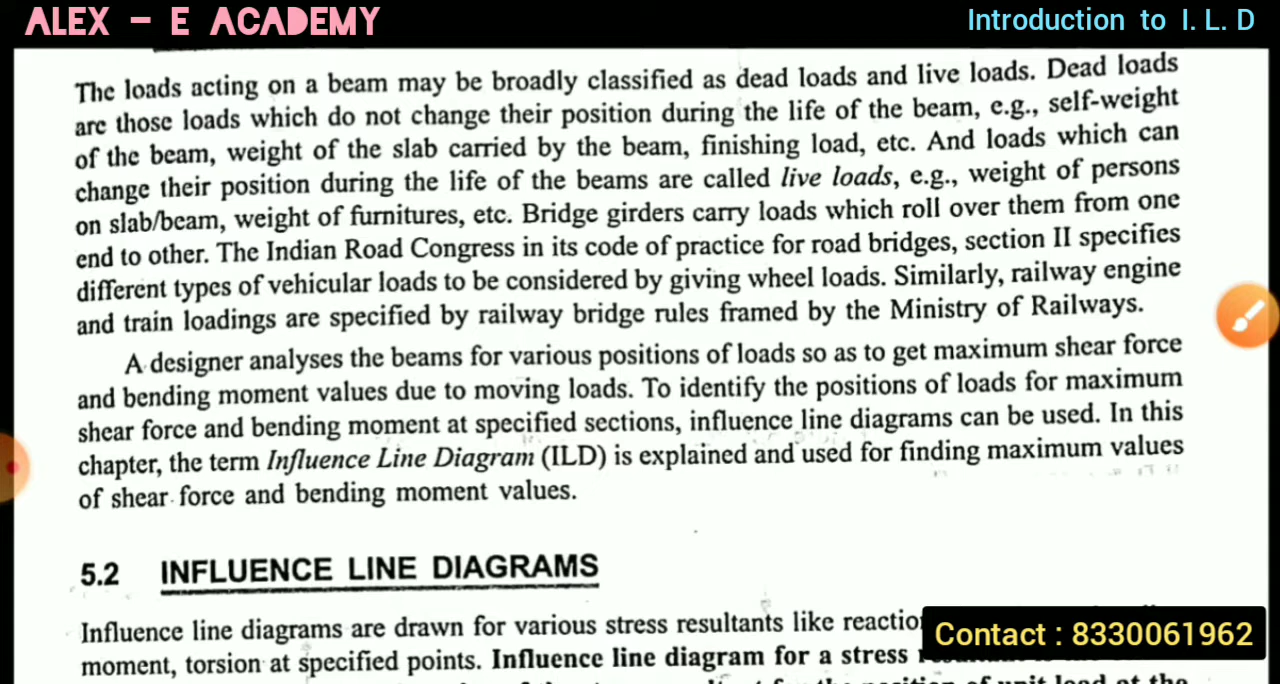 ALEX - E ACADEMY
Introduction to I. L. D
The loads acting on a beam may be broadly classified as dead loads and live loads. Dead loads
are those loads which do not change their position during the life of the beam, e.g., self-weight
of the beam, weight of the slab carried by the beam, finishing load, etc. And loads which can
change their position during the life of the beams are called live loads, e.g., weight of persons
on slab/beam, weight of furnitures, etc. Bridge girders carry loads which roll over them from one
end to other. The Indian Road Congress in its code of practice for road bridges, section II specifies
different types of vehicular loads to be considered by giving wheel loads. Similarly, railway engine
and train loadings are specified by railway bridge rules framed by the Ministry of Railways.
A designer analyses the beams for various positions of loads so as to get maximum shear force
and bending moment values due to moving loads. To identify the positions of loads for maximum
shear force and bending moment at specified sections, influence line diagrams can be used. In this
chapter, the term Influence Line Diagram (ILD) is explained and used for finding maximum values
of shear force and bending moment values.
5.2 INFLUENCE LINE DIAGRAMS
Influence line diagrams are drawn for various stress resultants like
Contact : 8330061962
moment, torsion at specified points. Influence line diagram for a stress